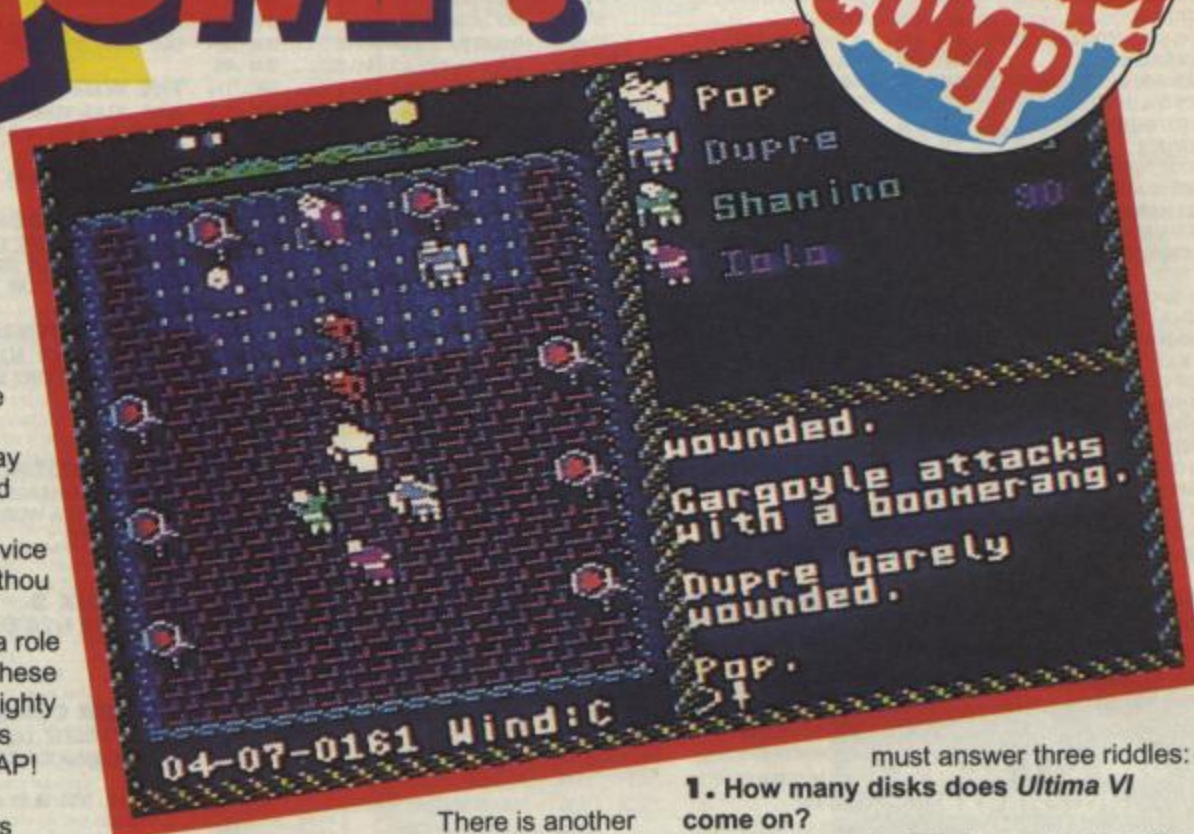 OMP!
P!
COMP
Pop
Dupre
Shamino 90
Iolo
wounded.
Gargoyle attacks
with a boomerang.
Dupre barely
wounded.
Pop.
>
04-07-0161 Wind:C
e
ay
d
vice
thou
a role
hese
ighty
s
AP!
s
There is another
must answer three riddles:
1. How many disks does Ultima VI
come on?